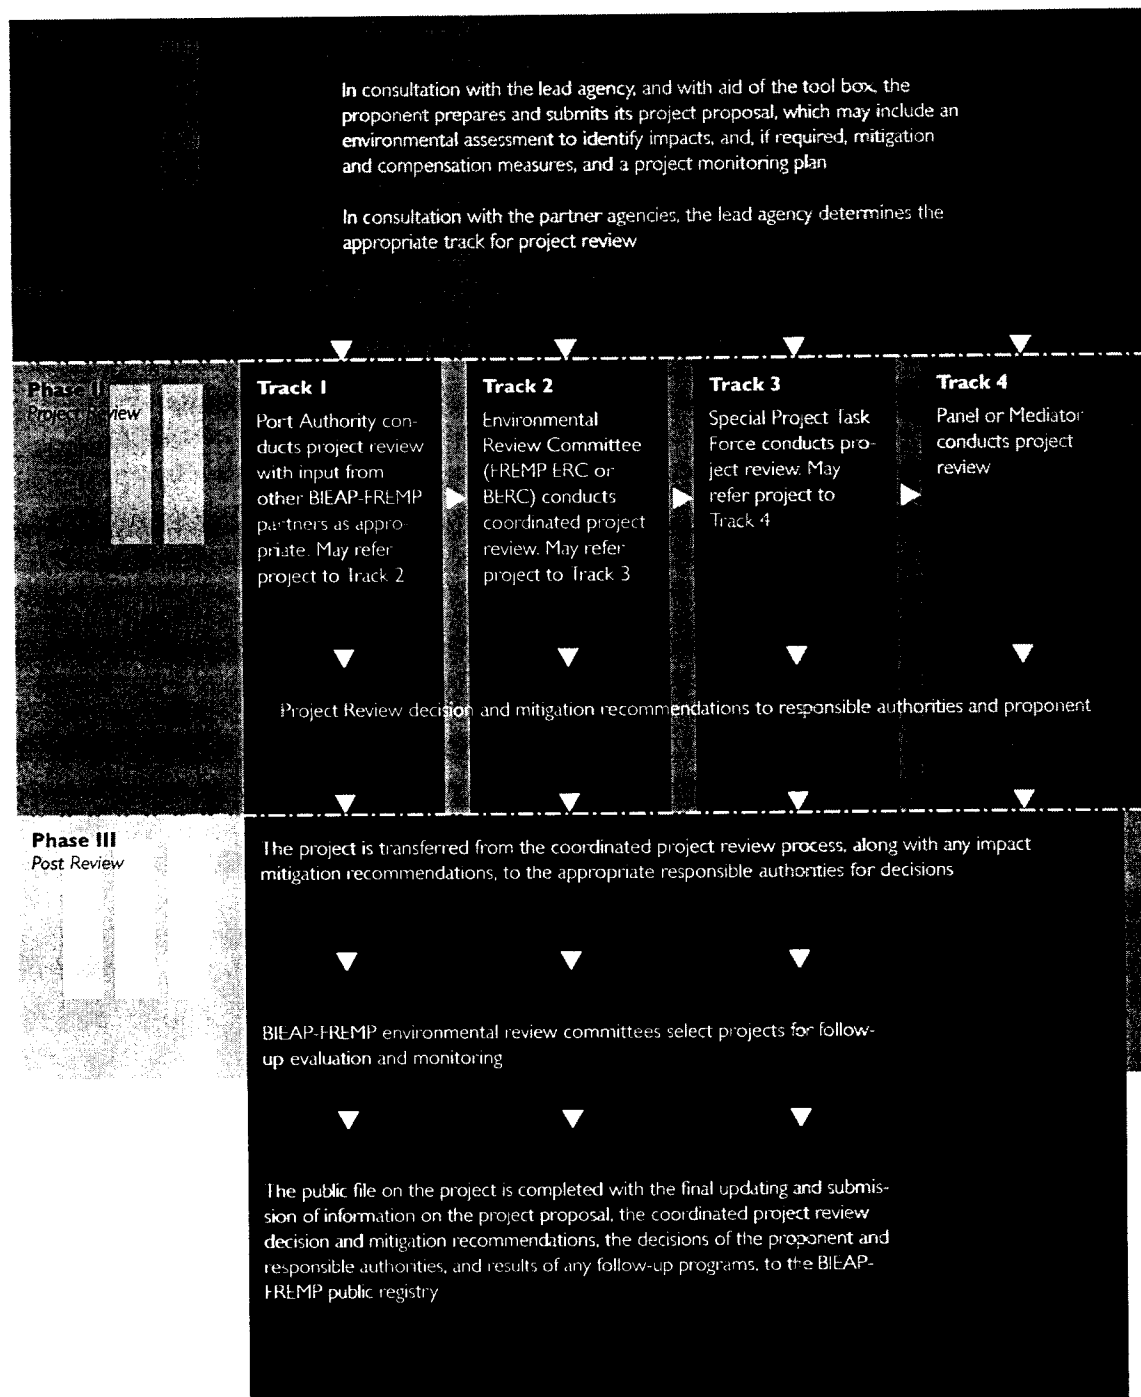 In consultation with the lead agency, and with aid of the tool box, the
proponent prepares and submits its project proposal, which may include an
environmental assessment to identify impacts, and, if required, mitigation
and compensation measures, and a project monitoring plan
In consultation with the partner agencies, the lead agency determines the
appropriate track for project review
Phase II
Project Review
Track 1
Port Authority con-
ducts project review
with input from
other BIEAP-FREMP
partners as appro-
priate. May refer
project to Track 2
Track 2
Environmental
Review Committee
(FREMP ERC or
BERC) conducts
coordinated project
review. May refer
project to Track 3
Track 3
Special Project Task
Force conducts pro-
ject review. May
refer project to
Track 4
Track 4
Panel or Mediator
conducts project
review
Project Review decision and mitigation recommendations to responsible authorities and proponent
Phase III
Post Review
The project is transferred from the coordinated project review process, along with any impact
mitigation recommendations, to the appropriate responsible authorities for decisions
BIEAP-FREMP environmental review committees select projects for follow-
up evaluation and monitoring
The public file on the project is completed with the final updating and submis-
sion of information on the project proposal, the coordinated project review
decision and mitigation recommendations, the decisions of the proponent and
responsible authorities, and results of any follow-up programs, to the BIEAP-
FREMP public registry